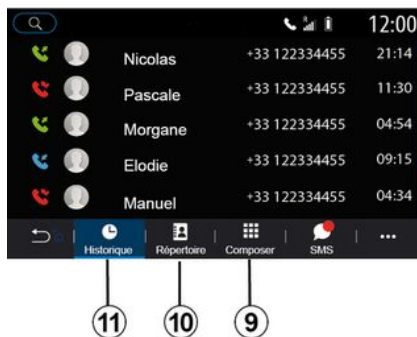 12:00
Nicolas +33 122334455 21:14
Pascale +33 122334455 11:30
Morgane +33 122334455 04:54
Elodie +33 122334455 09:15
Manuel +33 122334455 04:34
Historique Répertoire Composer SMS
11 10 9